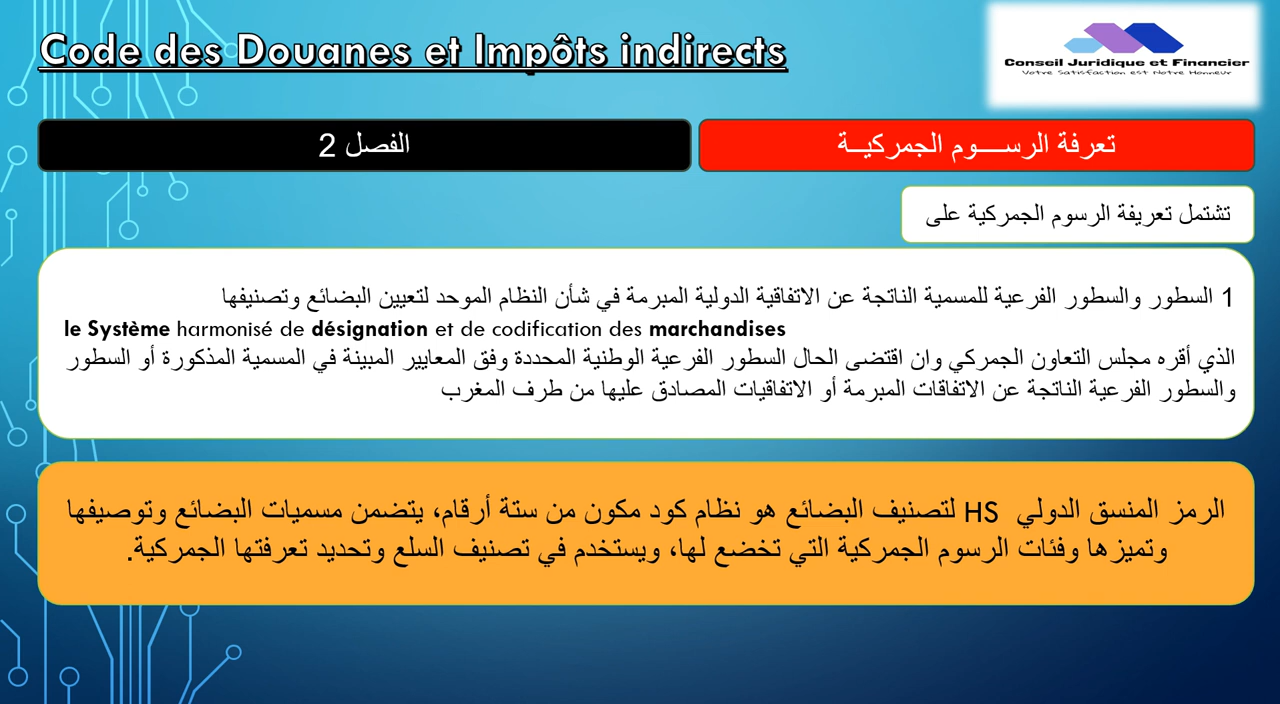 Code des Douanes et Impôts indirects
Conseil Juridique et Financier
Votre Satisfaction est Notre Honneur
تعرفة الرســـــوم الجمركيـــة
الفصل 2
تشتمل تعريفة الرسوم الجمركية على
1 السطور والسطور الفرعية للمسمية الناتجة عن الاتفاقية الدولية المبرمة في شأن النظام الموحد لتعيين البضائع وتصنيفها
le Système harmonisé de désignation et de codification des marchandises
الذي أقره مجلس التعاون الجمركي وان اقتضى الحال السطور الفرعية الوطنية المحددة وفق المعايير المبينة في المسمية المذكورة أو السطور
والسطور الفرعية الناتجة عن الاتفاقات المبرمة أو الاتفاقيات المصادق عليها من طرف المغرب
الرمز المنسق الدولي HS لتصنيف البضائع هو نظام كود مكون من ستة أرقام، يتضمن مسميات البضائع وتوصيفها
وتميزها وفئات الرسوم الجمركية التي تخضع لها، ويستخدم في تصنيف السلع وتحديد تعرفتها الجمركية.